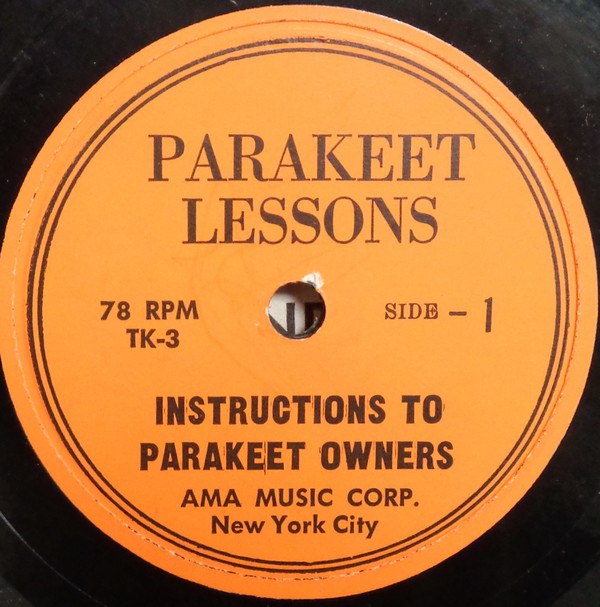 PARAKEET
LESSONS
78 RPM
TK-3
SIDE - 1
INSTRUCTIONS TO
PARAKEET OWNERS
AMA MUSIC CORP.
New York City